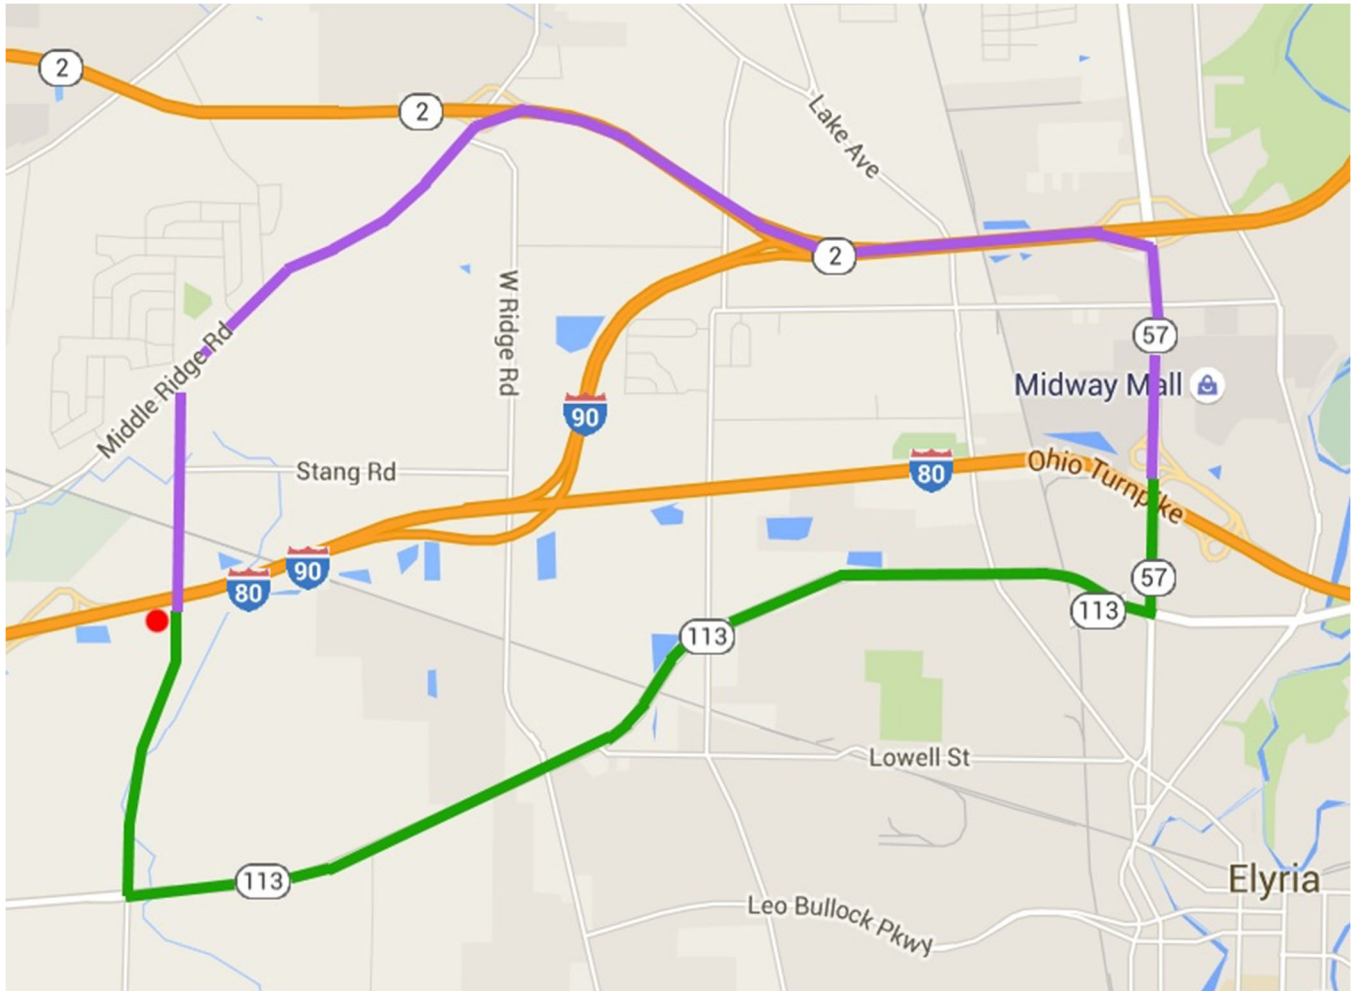 2
2
Lake Ave
2
W Ridge Rd
57
Middle Ridge Rd
Midway Mall
90
Stang Rd
80
Ohio Turnpike
90
80
57
113
113
Lowell St
113
Elyria
Leo Bullock Pkwy